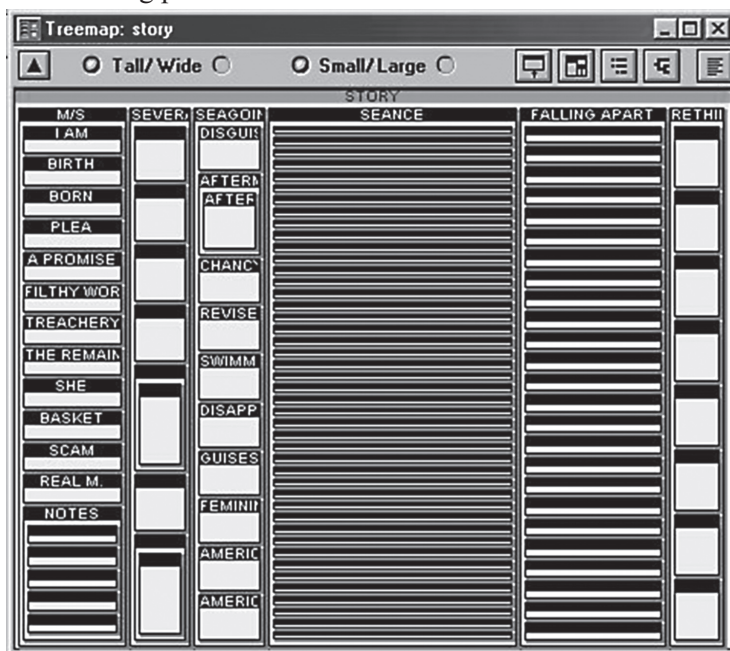 Treemap: story
Tall/Wide Small/Large
STORY
M/S SEVER SEAGOIN SEANCE FALLING APART RETHI
I AM
BIRTH
BORN
PLEA
A PROMISE
FILTHY WOR
TREACHERY
THE REMAIN
SHE
BASKET
SCAM
REAL M.
NOTES
DISGUIS
AFTERM
AFTER
CHANCY
REVISE
SWIMM
DISAPP
GUISES
FEMININ
AMERIC
AMERIC